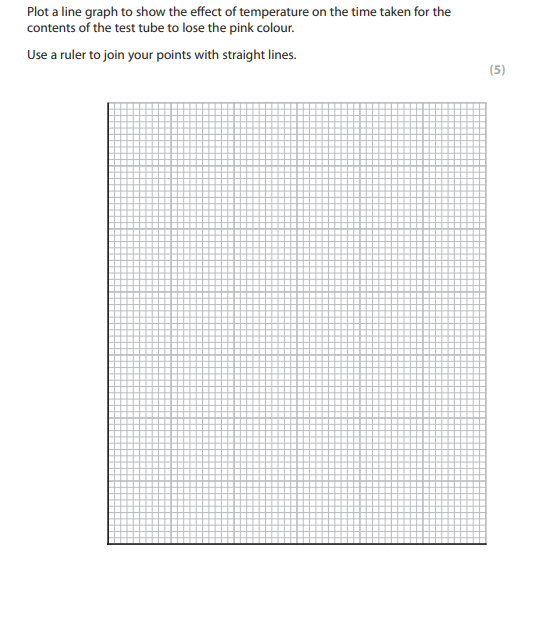 Plot a line graph to show the effect of temperature on the time taken for the
contents of the test tube to lose the pink colour.
Use a ruler to join your points with straight lines.
(5)